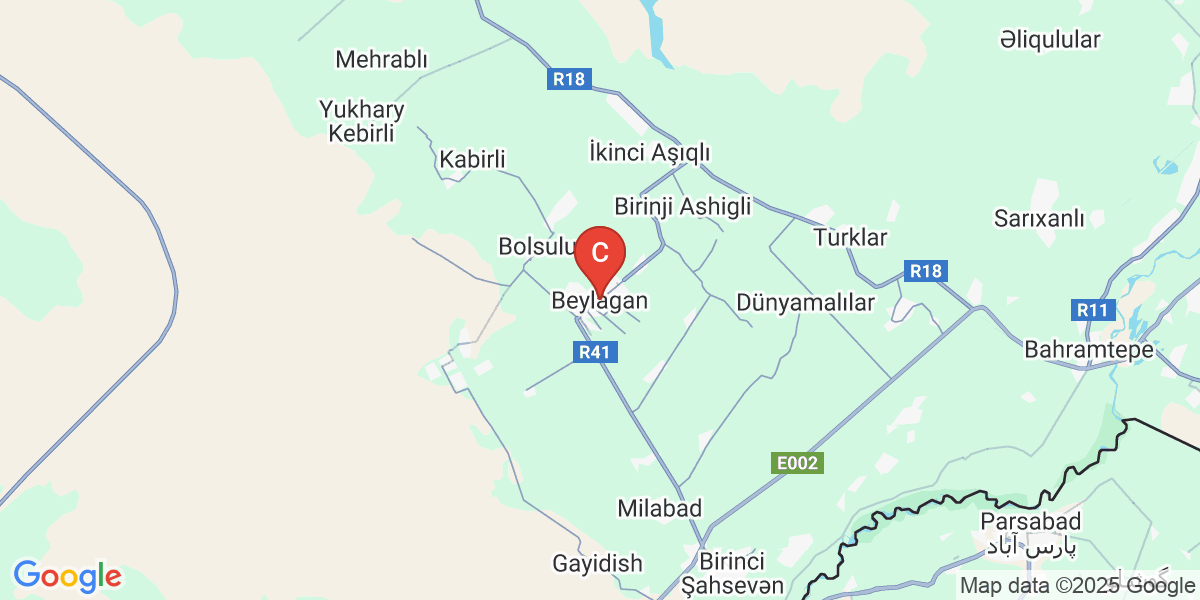 Əliqulular
Mehrablı
R18
Yukhary
Kebirli
İkinci Aşıqlı
Kabirli
Birinji Ashigli
Sarıxanlı
Turklar
Bolsulu
C
R18
Beylagan
Dünyamalılar
R11
R41
Bahramtepe
E002
Milabad
Parsabad
پارس آباد
Gayidish
Birinci
Şahsevən
Google
Map data ©2025 Google